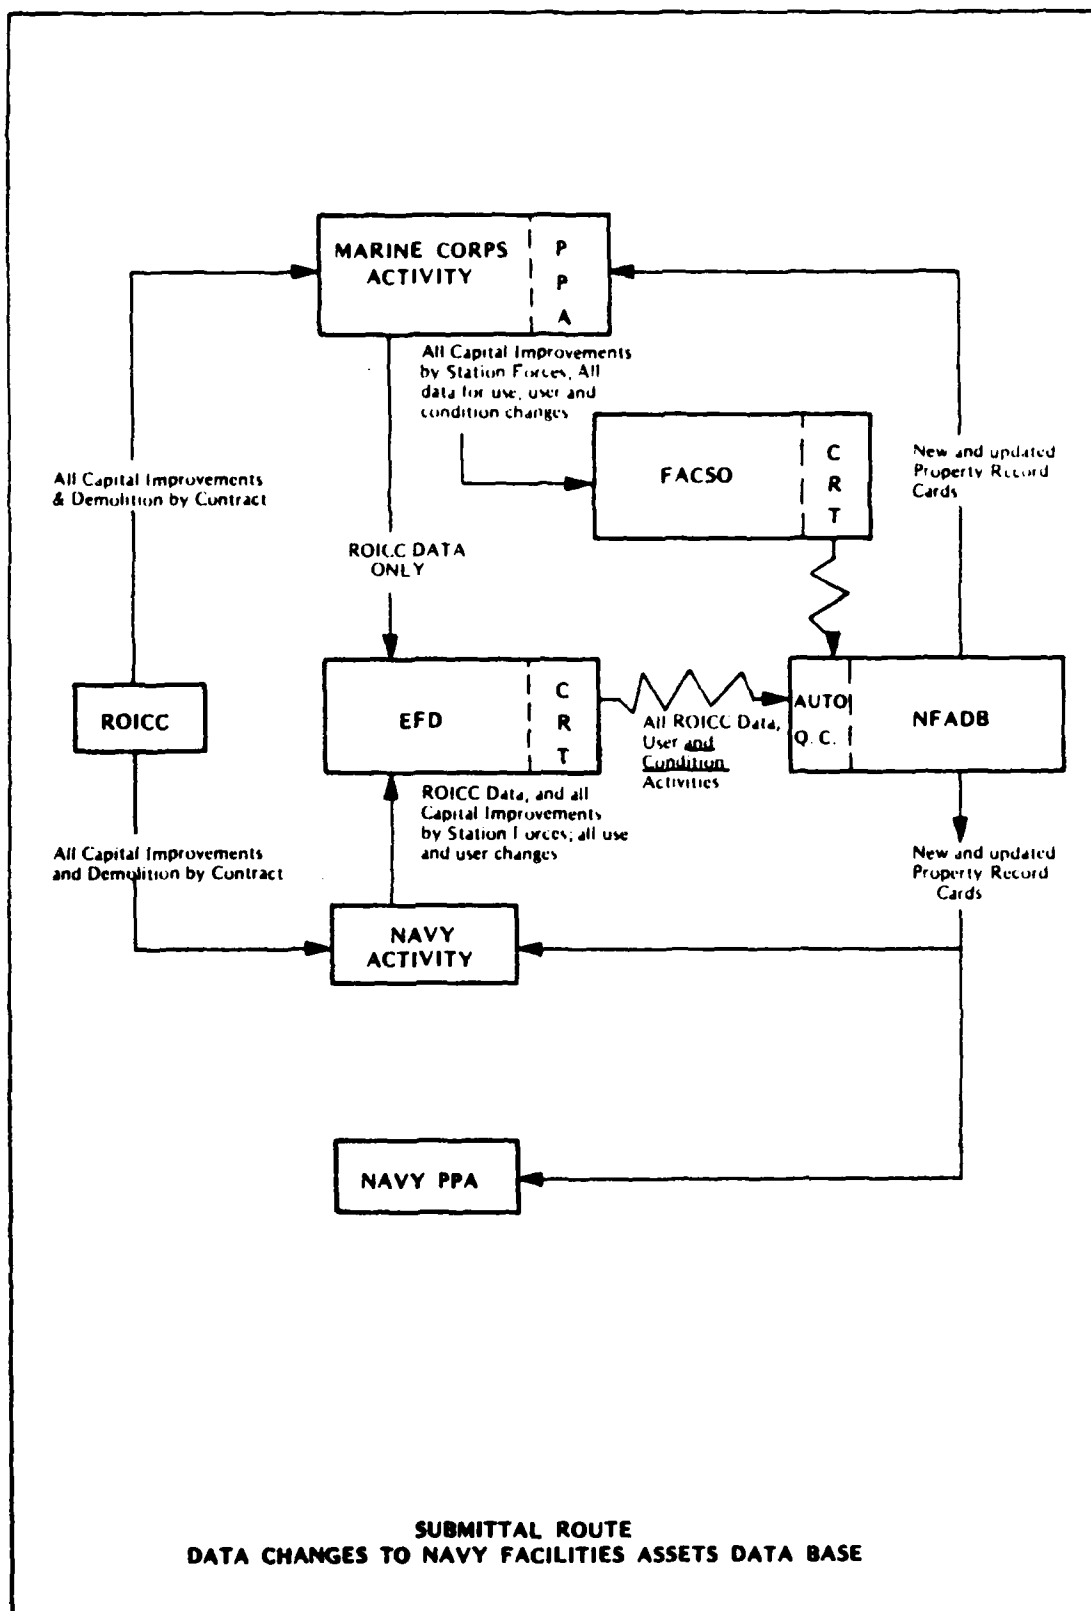 MARINE CORPS
ACTIVITY
P
P
A
All Capital Improvements
by Station Forces, All
data for use, user and
condition changes
FACSO
C
R
T
New and updated
Property Record
Cards
All Capital Improvements
& Demolition by Contract
ROICC DATA
ONLY
ROICC
EFD
C
R
T
All ROICC Data,
User and
Condition
Activities
AUTO
Q. C.
NFADB
ROICC Data, and all
Capital Improvements
by Station Forces; all use
and user changes
All Capital Improvements
and Demolition by Contract
New and updated
Property Record
Cards
NAVY
ACTIVITY
NAVY PPA
SUBMITTAL ROUTE
DATA CHANGES TO NAVY FACILITIES ASSETS DATA BASE